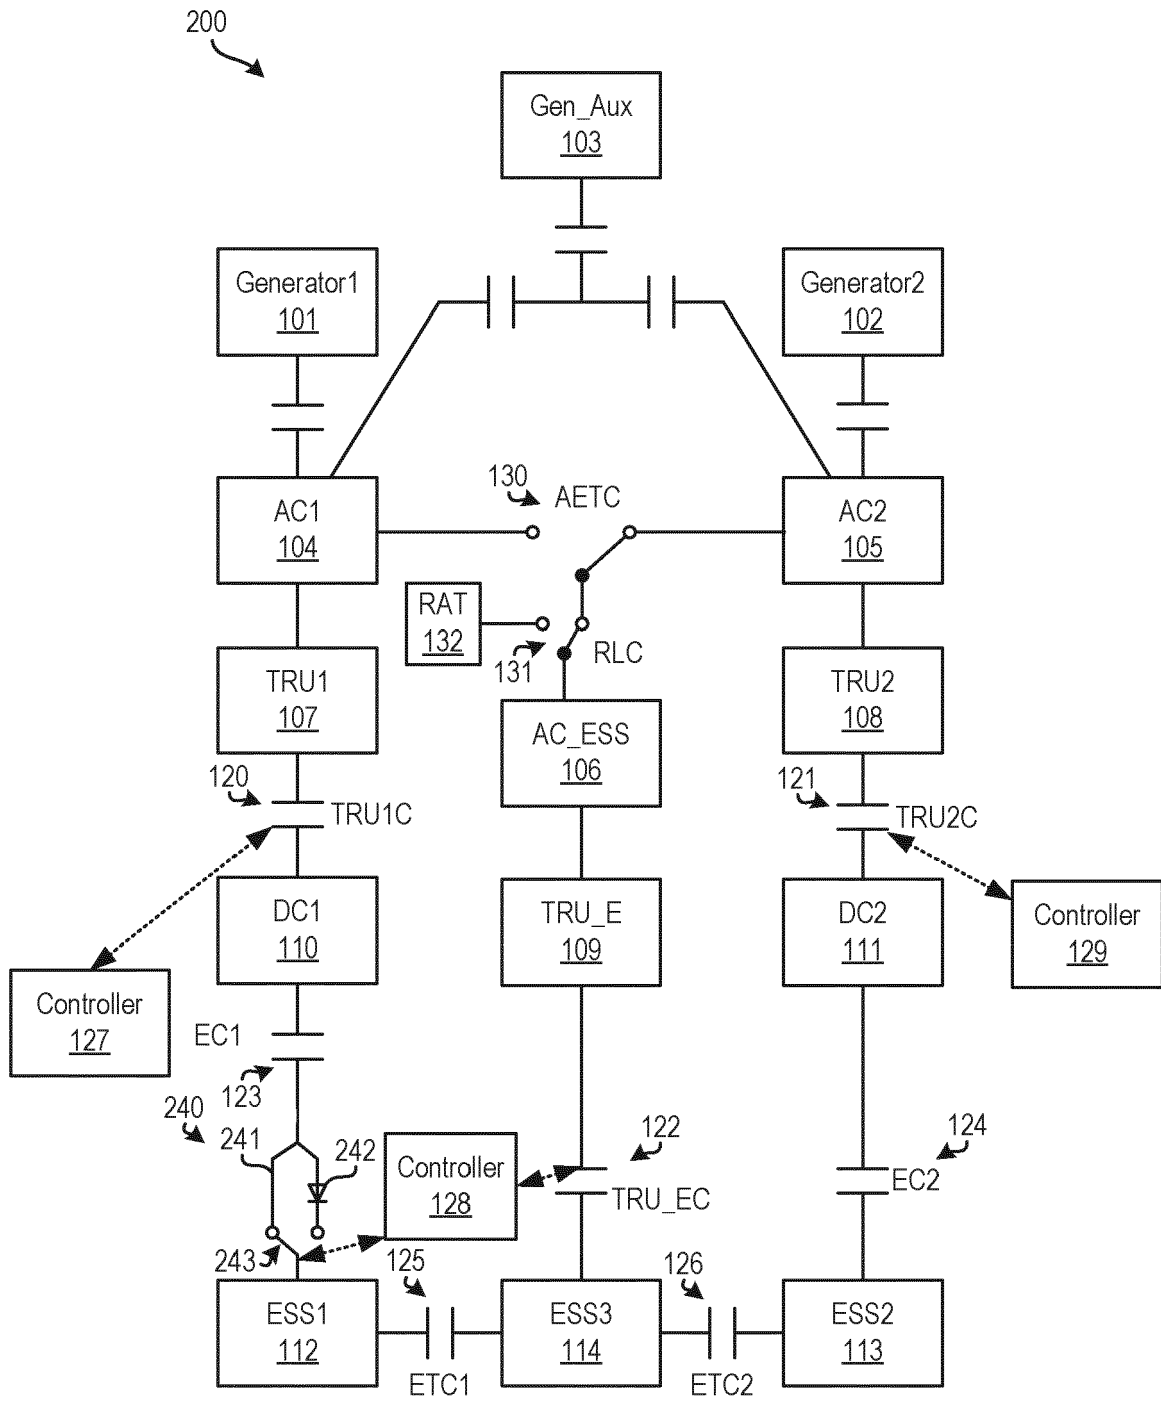 200
Gen_Aux
103
Generator1
101
Generator2
102
130
AETC
AC1
104
AC2
105
RAT
132
131
RLC
TRU1
107
TRU2
108
AC_ESS
106
120
TRU1C
121
TRU2C
DC1
110
TRU_E
109
DC2
111
Controller
129
Controller
127
EC1
123
240
241
242
Controller
128
122
TRU_EC
124
EC2
243
125
126
ESS1
112
ESS3
114
ESS2
113
ETC1
ETC2